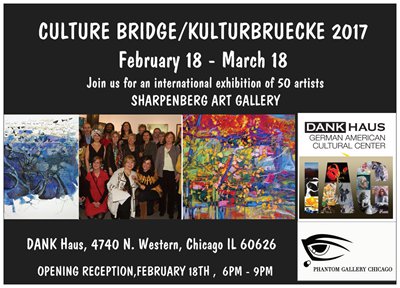 CULTURE BRIDGE/KULTURBRUECKE 2017
February 18 - March 18
Join us for an international exhibition of 50 artists
SHARPENBERG ART GALLERY
DANK HAUS
GERMAN AMERICAN
CULTURAL CENTER
DANK Haus, 4740 N. Western, Chicago IL 60626
OPENING RECEPTION,FEBRUARY 18TH , 6PM - 9PM
PHANTOM GALLERY CHICAGO